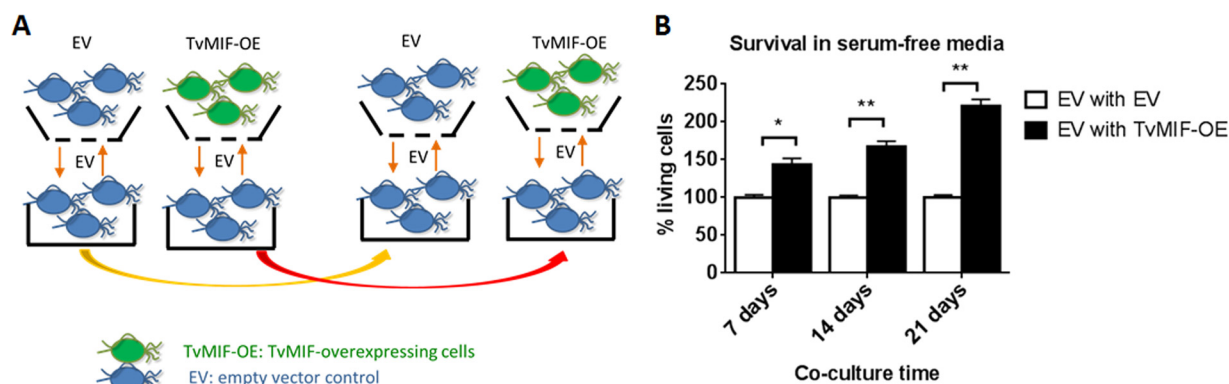 A
EV
TvMIF-OE
EV
TvMIF-OE
EV
EV
EV
EV
TvMIF-OE: TvMIF-overexpressing cells
EV: empty vector control
B
Survival in serum-free media
% living cells
250
200
150
100
50
0
*
**
**
7 days
14 days
21 days
Co-culture time
EV with EV
EV with TvMIF-OE